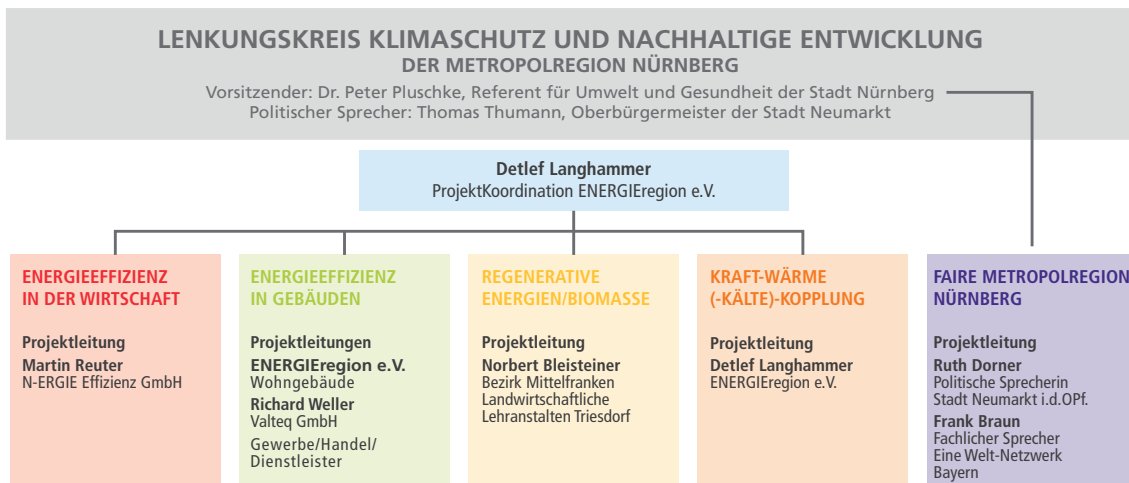 LENKUNGSKREIS KLIMASCHUTZ UND NACHHALTIGE ENTWICKLUNG
DER METROPOLREGION NÜRNBERG
Vorsitzender: Dr. Peter Pluschke, Referent für Umwelt und Gesundheit der Stadt Nürnberg
Politischer Sprecher: Thomas Thumann, Oberbürgermeister der Stadt Neumarkt
Detlef Langhammer
ProjektKoordination ENERGIEregion e.V.
ENERGIEEFFIZIENZ
IN DER WIRTSCHAFT
Projektleitung
Martin Reuter
N-ERGIE Effizienz GmbH
ENERGIEEFFIZIENZ
IN GEBÄUDEN
Projektleitungen
ENERGIEregion e.V.
Wohngebäude
Richard Weller
Valteq GmbH
Gewerbe/Handel/
Dienstleister
REGENERATIVE
ENERGIEN/BIOMASSE
Projektleitung
Norbert Bleisteiner
Bezirk Mittelfranken
Landwirtschaftliche
Lehranstalten Triesdorf
KRAFT-WÄRME
(-KÄLTE)-KOPPLUNG
Projektleitung
Detlef Langhammer
ENERGIEregion e.V.
FAIRE METROPOLREGION
NÜRNBERG
Projektleitung
Ruth Dorner
Politische Sprecherin
Stadt Neumarkt i.d.OPf.
Frank Braun
Fachlicher Sprecher
Eine Welt-Netzwerk
Bayern